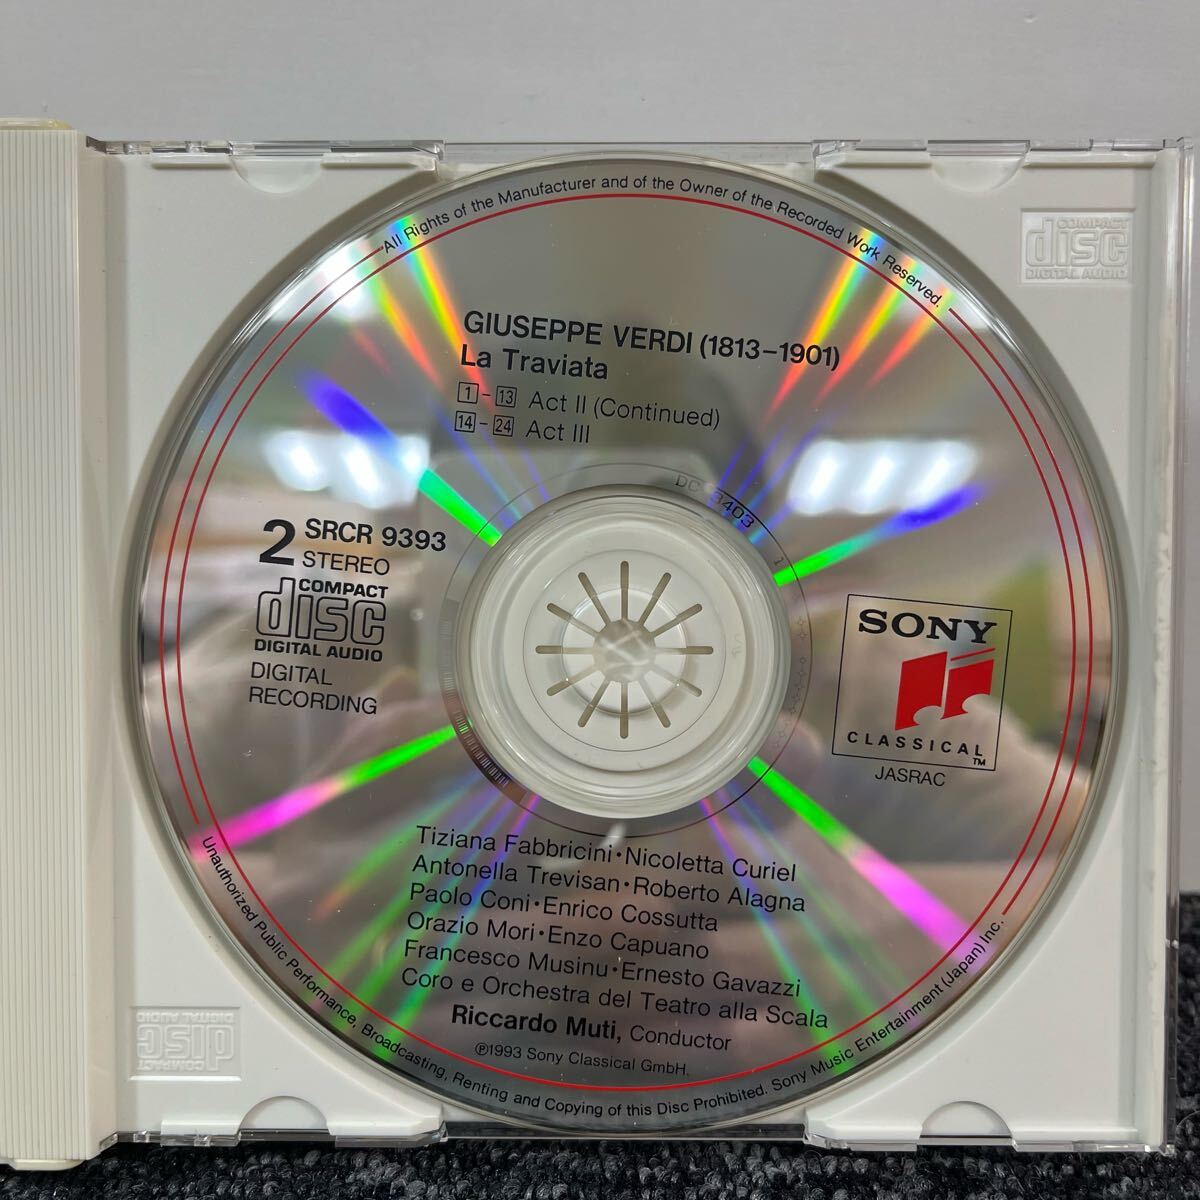 All Rights of the Manufacturer and of the Owner of the Recorded Work Reserved.
GIUSEPPE VERDI (1813–1901)
La Traviata
1 – 13 Act II (Continued)
14 – 24 Act III
2 SRCR 9393
STEREO
COMPACT
disc
DIGITAL AUDIO
DIGITAL
RECORDING
SONY
CLASSICAL TM
JASRAC
Tiziana Fabbricini・Nicoletta Curiel
Antonella Trevisan・Roberto Alagna
Paolo Coni・Enrico Cossutta
Orazio Mori・Enzo Capuano
Francesco Musinu・Ernesto Gavazzi
Coro e Orchestra del Teatro alla Scala
Riccardo Muti, Conductor
℗1993 Sony Classical GmbH.
Unauthorized Public Performance, Broadcasting, Renting and Copying of this Disc Prohibited. Sony Music Entertainment (Japan) Inc.
COMPACT
disc
DIGITAL AUDIO
COMPACT
disc
DIGITAL AUDIO